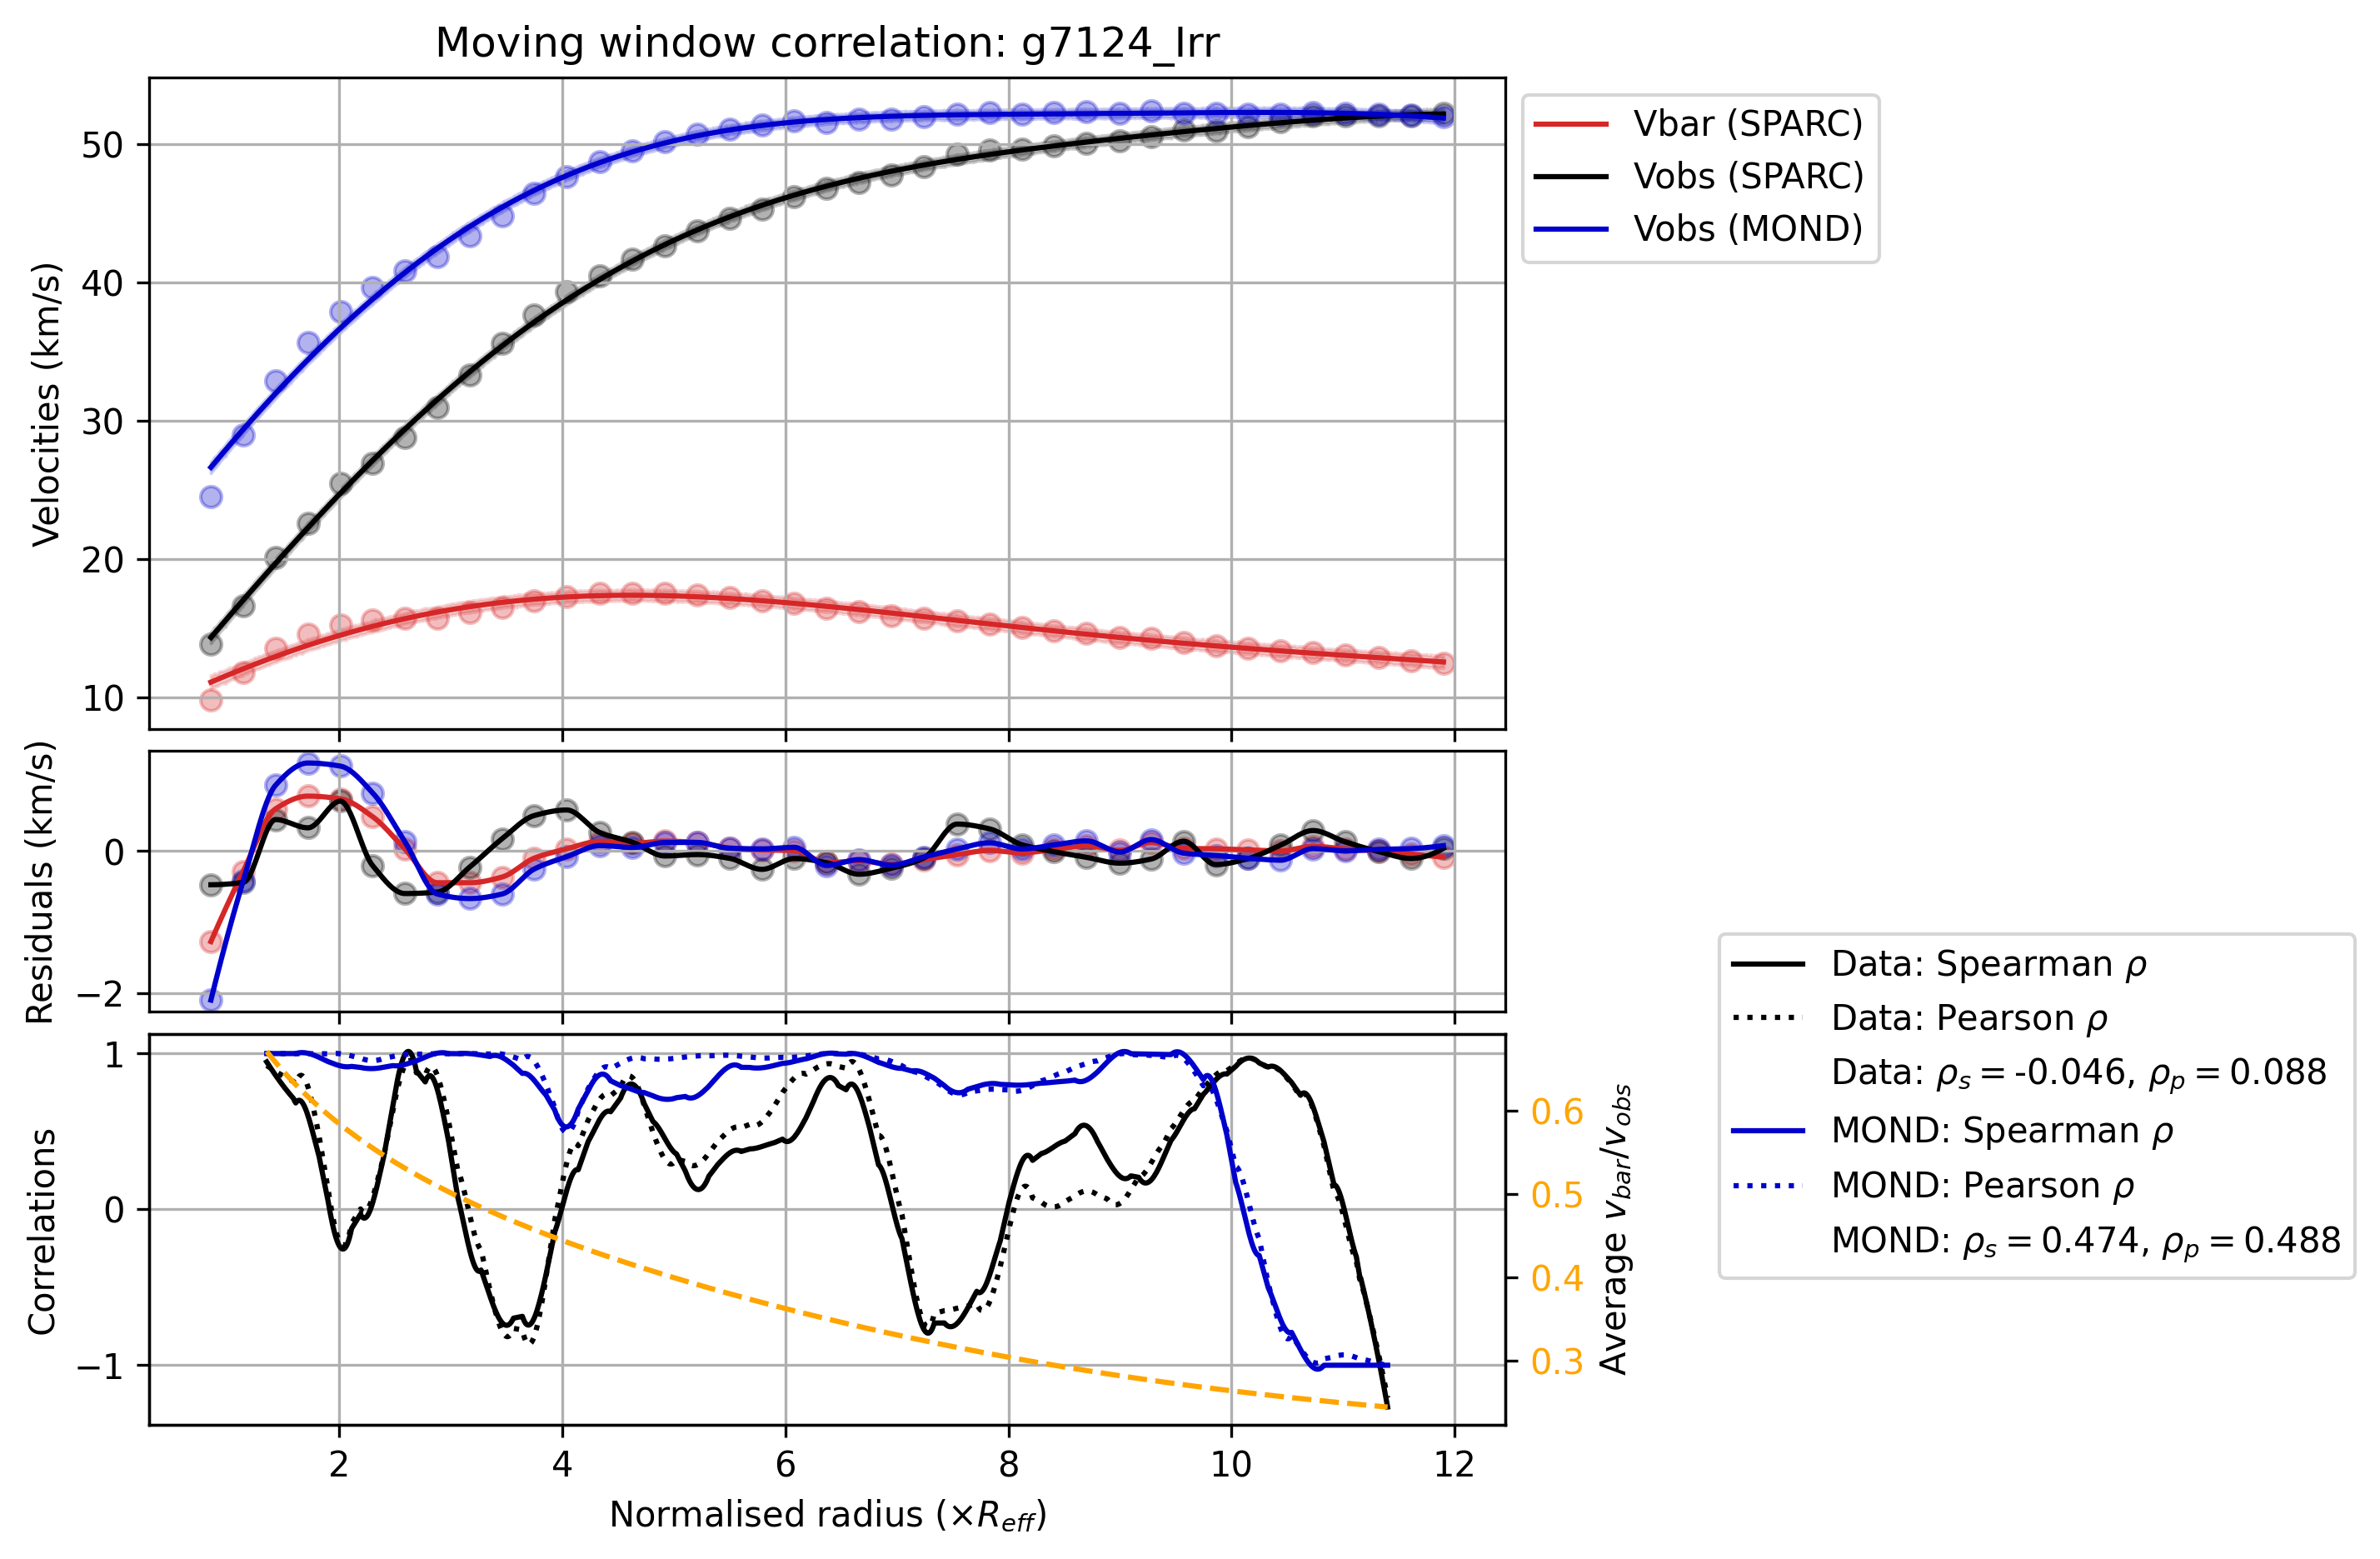 Moving window correlation: g7124_Irr
Velocities (km/s)
50
40
30
20
10
Vbar (SPARC)
Vobs (SPARC)
Vobs (MOND)
Residuals (km/s)
0
−2
Correlations
1
0
−1
0.6
0.5
0.4
0.3
Average v_bar/v_obs
Data: Spearman ρ
Data: Pearson ρ
Data: ρ_s = -0.046, ρ_p = 0.088
MOND: Spearman ρ
MOND: Pearson ρ
MOND: ρ_s = 0.474, ρ_p = 0.488
2 4 6 8 10 12
Normalised radius (×R_eff)